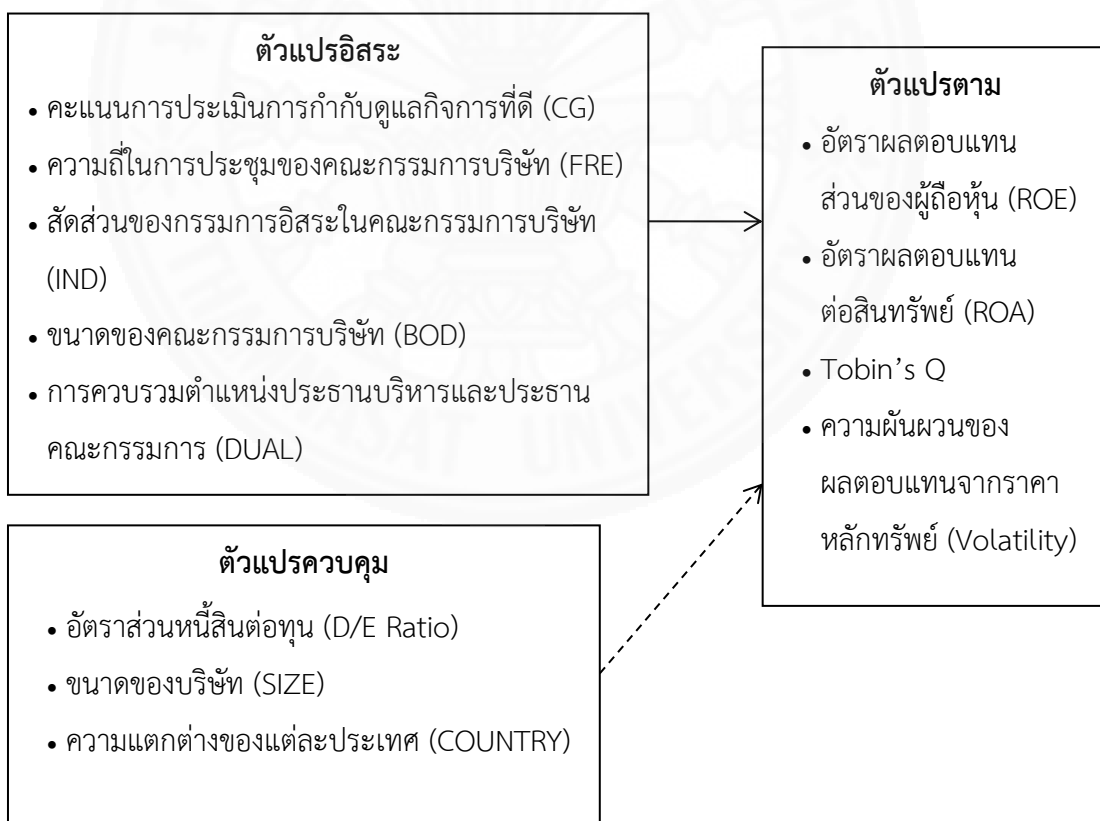 ตัวแปรอิสระ
• คะแนนการประเมินการกำกับดูแลกิจการที่ดี (CG)
• ความถี่ในการประชุมของคณะกรรมการบริษัท (FRE)
• สัดส่วนของกรรมการอิสระในคณะกรรมการบริษัท
(IND)
• ขนาดของคณะกรรมการบริษัท (BOD)
• การควบรวมตำแหน่งประธานบริหารและประธาน
คณะกรรมการ (DUAL)
ตัวแปรตาม
• อัตราผลตอบแทน
ส่วนของผู้ถือหุ้น (ROE)
• อัตราผลตอบแทน
ต่อสินทรัพย์ (ROA)
• Tobin's Q
• ความผันผวนของ
ผลตอบแทนจากราคา
หลักทรัพย์ (Volatility)
ตัวแปรควบคุม
• อัตราส่วนหนี้สินต่อทุน (D/E Ratio)
• ขนาดของบริษัท (SIZE)
• ความแตกต่างของแต่ละประเทศ (COUNTRY)